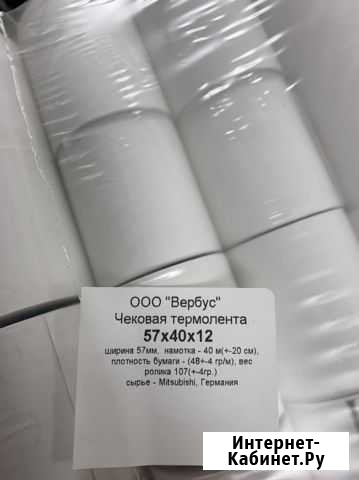 ООО "Вербус"
Чековая термолента
57х40х12
ширина 57мм, намотка - 40 м(+-20 см),
плотность бумаги - (48+-4 гр/м), вес
ролика 107(+-4гр.)
сырье - Mitsubishi, Германия
Интернет-
Кабинет.Ру